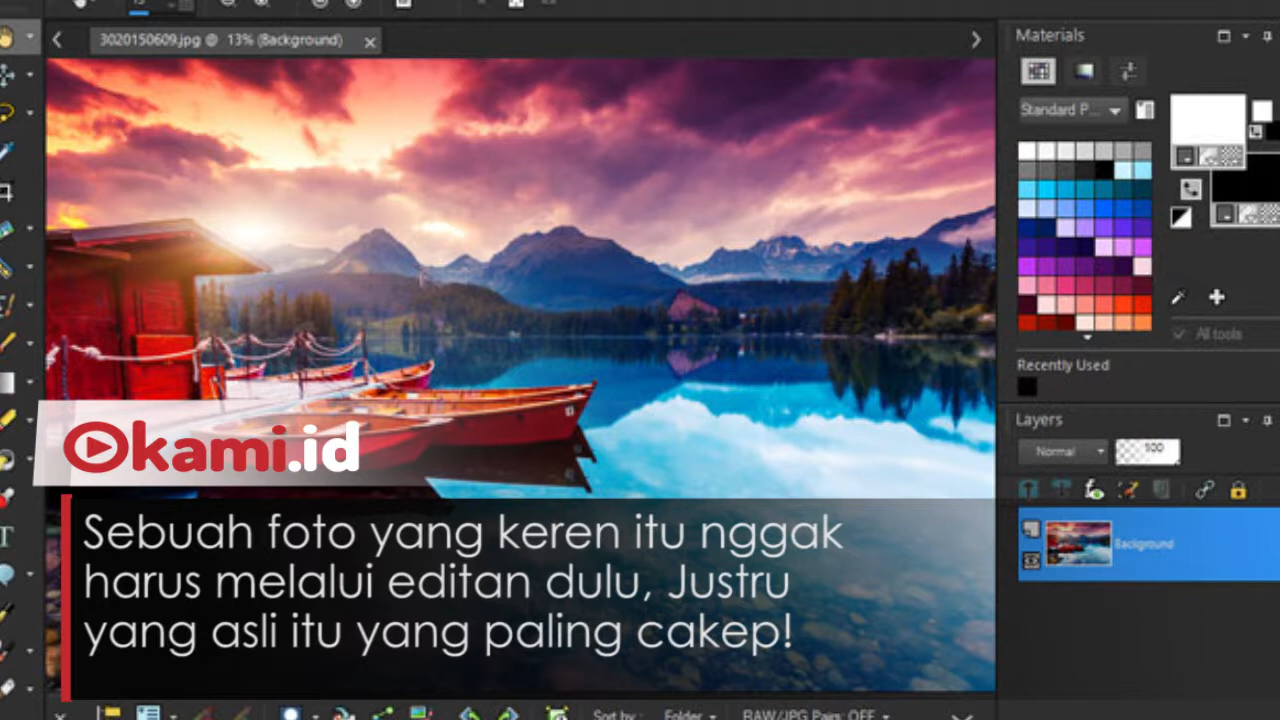 3020150609.jpg @ 13% (Background)
Materials
Standard P...
All tools
Recently Used
Layers
Normal
100
Background
Okami.id
Sebuah foto yang keren itu nggak
harus melalui editan dulu, Justru
yang asli itu yang paling cakep!
Sort by: Folder RAW/JPG Pairs: OFF